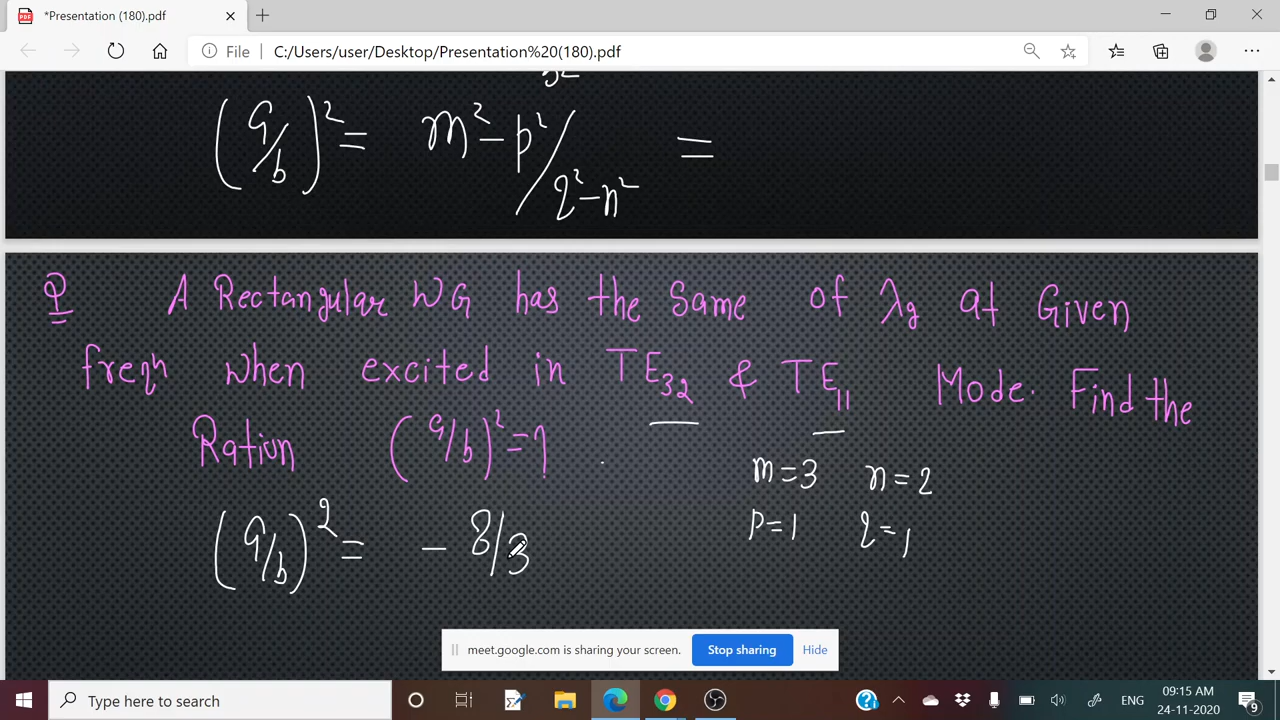 *Presentation (180).pdf
File C:/Users/user/Desktop/Presentation%20(180).pdf
(a/b)² = m² - p² / q² - n² =
Q A Rectangular WG has the Same of λg at Given
freqn when excited in TE32 & TE11 Mode. Find the
Ration (a/b)² = ?
m = 3 n = 2
p = 1 q = 1
(a/b)² = - 8/3
meet.google.com is sharing your screen. Stop sharing Hide
Type here to search
ENG
09:15 AM
24-11-2020
9